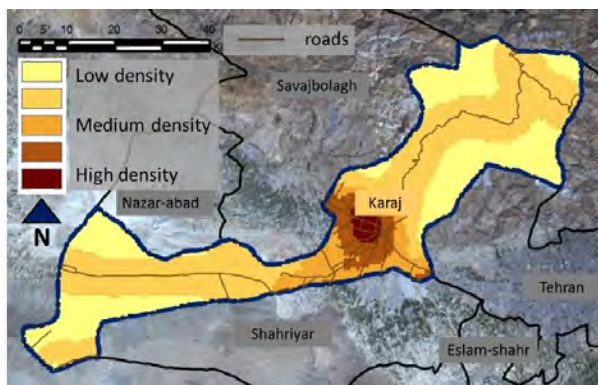 0 10 20 30 40
roads
Low density
Medium density
High density
N
Savajbolagh
Nazar-abad
Karaj
Tehran
Shahriyar
Eslam-shahr